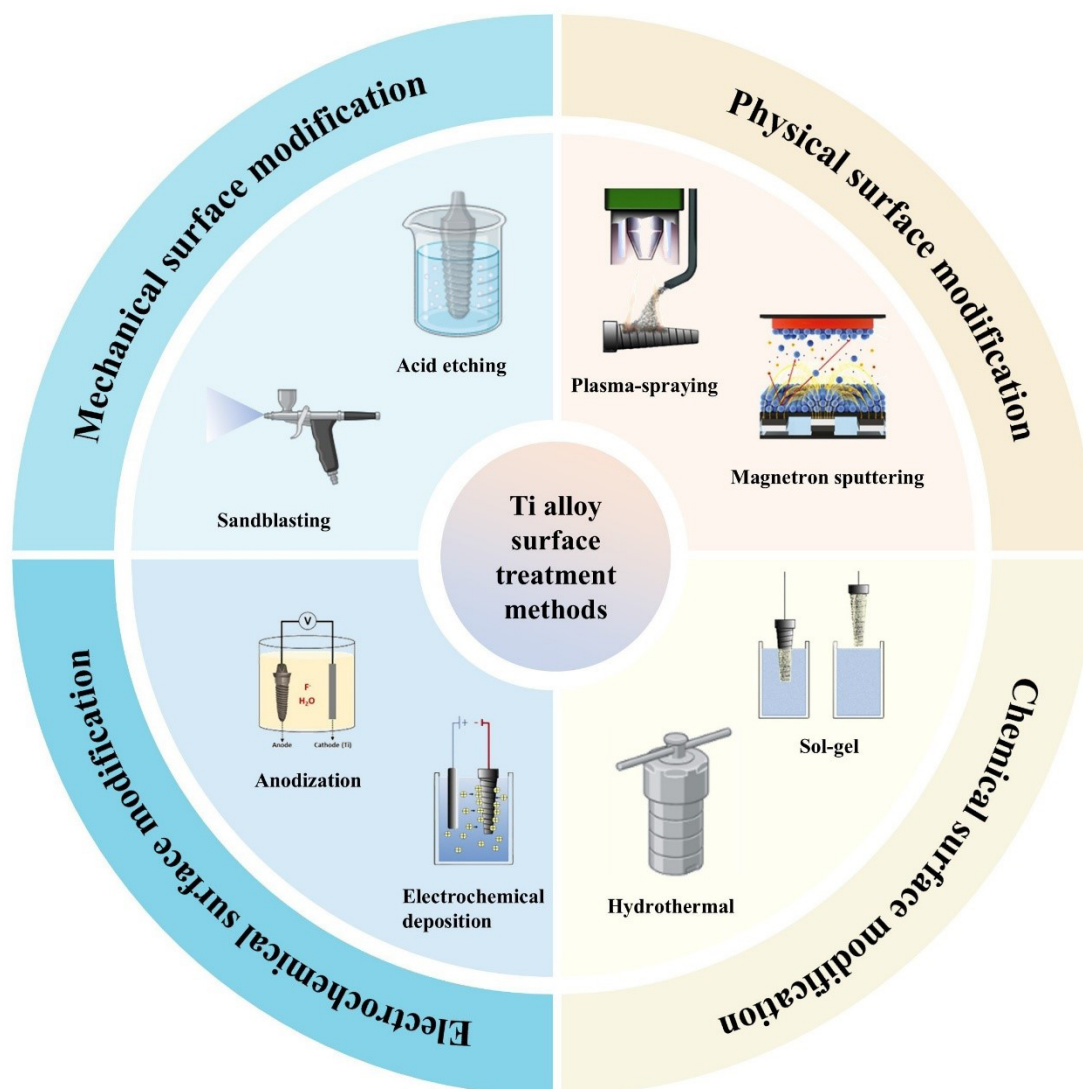 Mechanical surface modification
Physical surface modification
Acid etching
Plasma-spraying
Sandblasting
Magnetron sputtering
Ti alloy
surface
treatment
methods
V
F-
H₂O
Anode
Cathode (Ti)
Anodization
+ -
Electrochemical
deposition
Sol-gel
Hydrothermal
Electrochemical surface modification
Chemical surface modification